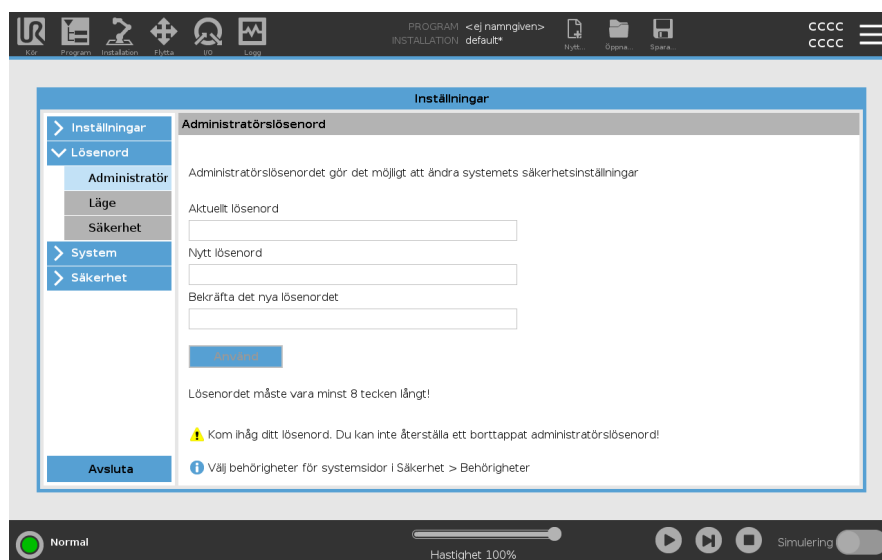 UR
Kör
Program
Installation
Flytta
I/O
Logg
PROGRAM <ej namngiven>
INSTALLATION default*
Nytt...
Öppna...
Spara...
CCCC
CCCC
Inställningar
Inställningar
Lösenord
Administratör
Läge
Säkerhet
System
Säkerhet
Avsluta
Administratörslösenord
Administratörslösenordet gör det möjligt att ändra systemets säkerhetsinställningar
Aktuellt lösenord
Nytt lösenord
Bekräfta det nya lösenordet
Använd
Lösenordet måste vara minst 8 tecken långt!
Kom ihåg ditt lösenord. Du kan inte återställa ett borttappat administratörslösenord!
Välj behörigheter för systemsidor i Säkerhet > Behörigheter
Normal
Hastighet 100%
Simulering